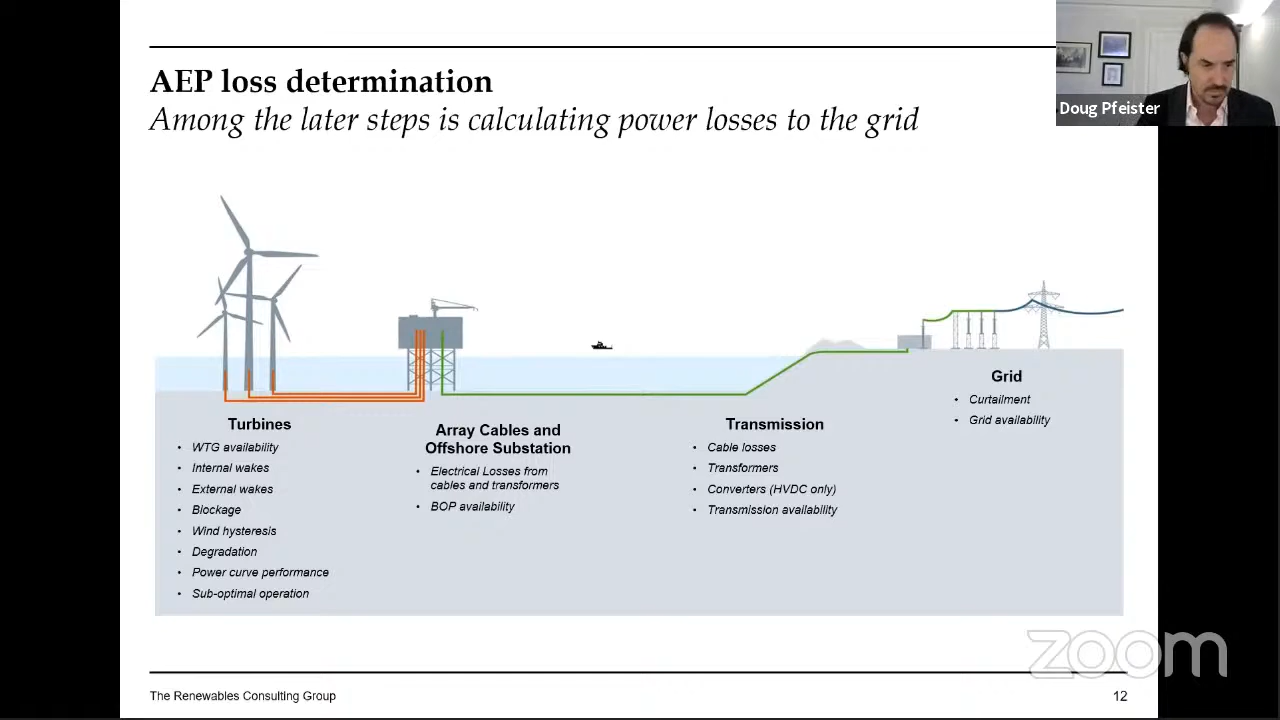 AEP loss determination
Among the later steps is calculating power losses to the grid
Doug Pfeister
Turbines
• WTG availability
• Internal wakes
• External wakes
• Blockage
• Wind hysteresis
• Degradation
• Power curve performance
• Sub-optimal operation
Array Cables and
Offshore Substation
• Electrical Losses from
cables and transformers
• BOP availability
Transmission
• Cable losses
• Transformers
• Converters (HVDC only)
• Transmission availability
Grid
• Curtailment
• Grid availability
zoom
The Renewables Consulting Group
12